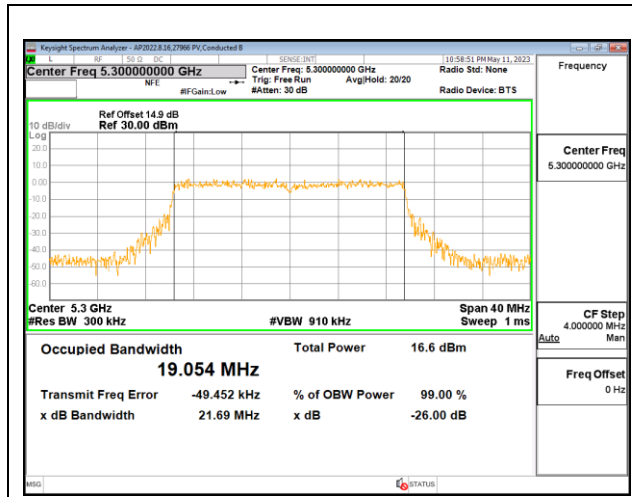 Keysight Spectrum Analyzer - AP2022.8.16,27966 PV,Conducted B
L RF 50 Ω DC SENSE:INT 10:58:51 PM May 11, 2023
Center Freq 5.300000000 GHz Center Freq: 5.300000000 GHz Radio Std: None Frequency
NFE Trig: Free Run Avg|Hold: 20/20
#IFGain:Low #Atten: 30 dB Radio Device: BTS
Ref Offset 14.9 dB
10 dB/div Ref 30.00 dBm
Log
20.0
10.0
0.00
-10.0
-20.0
-30.0
-40.0
-50.0
-60.0
Center Freq
5.300000000 GHz
Center 5.3 GHz Span 40 MHz
#Res BW 300 kHz #VBW 910 kHz Sweep 1 ms
CF Step
4.000000 MHz
Auto Man
Occupied Bandwidth Total Power 16.6 dBm
19.054 MHz
Transmit Freq Error -49.452 kHz % of OBW Power 99.00 %
x dB Bandwidth 21.69 MHz x dB -26.00 dB
Freq Offset
0 Hz
MSG STATUS